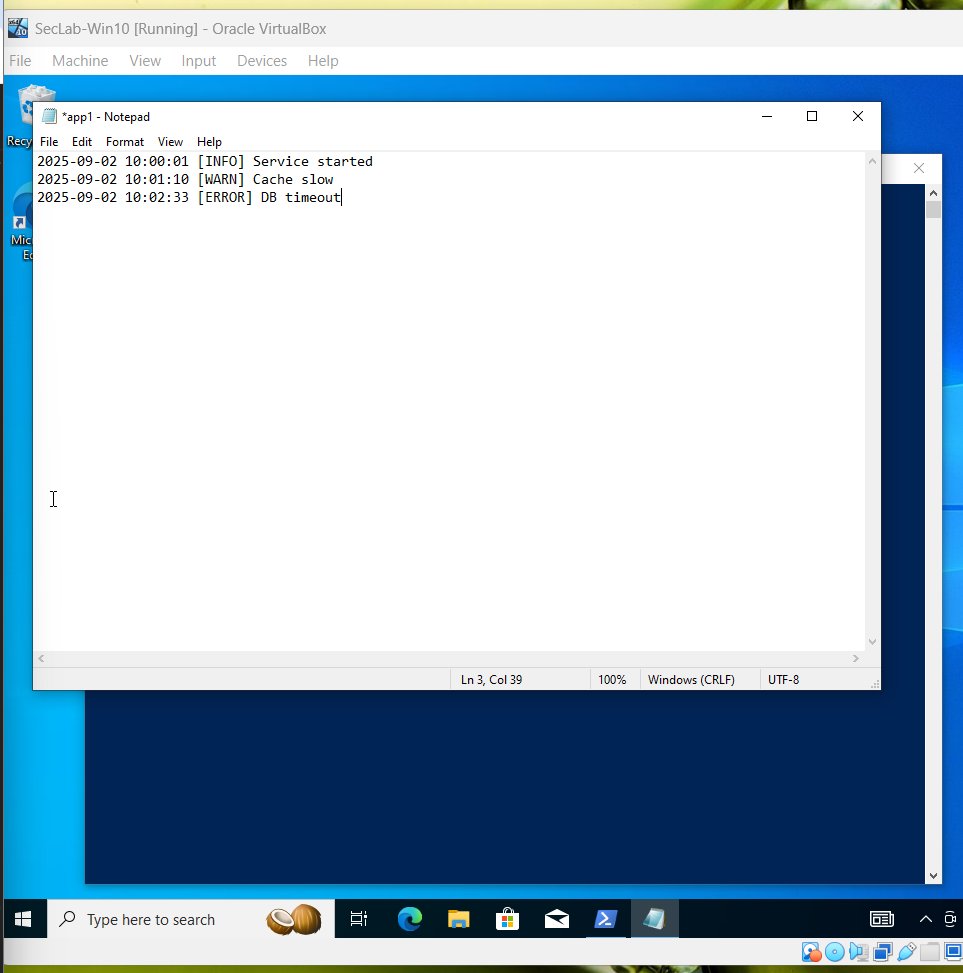 SecLab-Win10 [Running] - Oracle VirtualBox
File Machine View Input Devices Help
Recy
Mic
Ed
*app1 - Notepad
File Edit Format View Help
2025-09-02 10:00:01 [INFO] Service started
2025-09-02 10:01:10 [WARN] Cache slow
2025-09-02 10:02:33 [ERROR] DB timeout
Ln 3, Col 39 100% Windows (CRLF) UTF-8
Type here to search